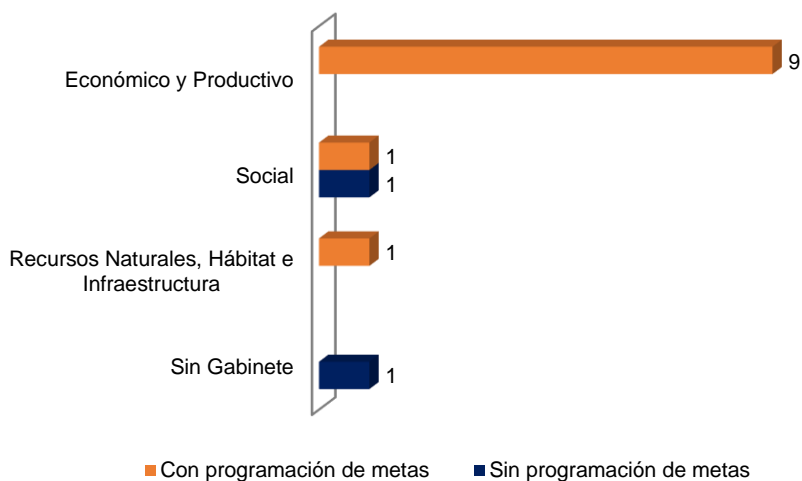 9
Económico y Productivo
1
Social
1
1
Recursos Naturales, Hábitat e
Infraestructura
Sin Gabinete
1
Con programación de metas
Sin programación de metas